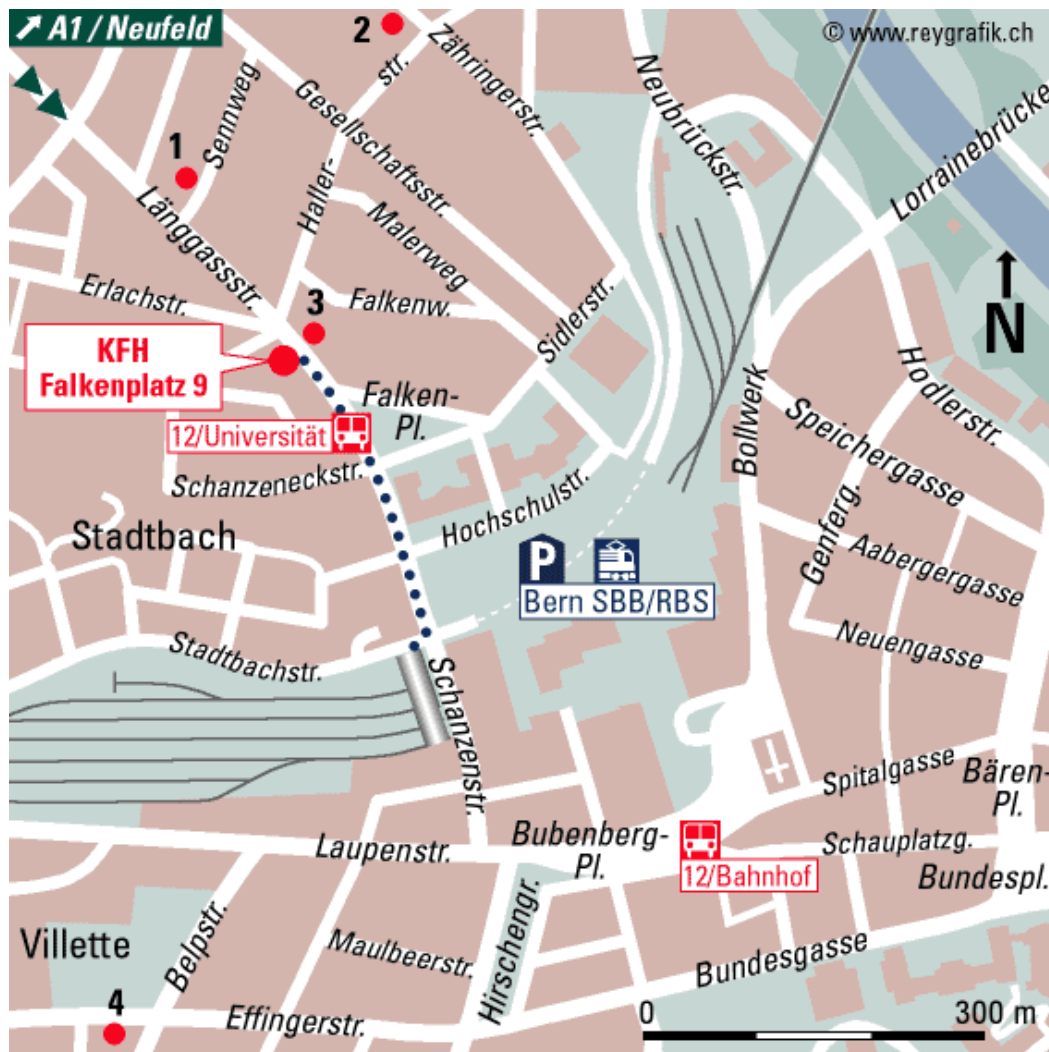 A1 / Neufeld
2
© www.reygrafik.ch
Zähringerstr.
Neubrückstr.
Lorrainebrücke
1
Sennweg
Haller-
str.
Gesellschaftsstr.
Malerweg
Länggassstr.
Erlachstr.
3
Falkenw.
Sidlerstr.
N
KFH
Falkenplatz 9
Falken-
Pl.
12/Universität
Schanzeneckstr.
Hochschulstr.
Stadtbach
Bollwerk
Hodlerstr.
Speichergasse
Genferg.
Aabergergasse
Neuengasse
P
Bern SBB/RBS
Stadtbachstr.
Schanzenstr.
Spitalgasse
Bären-
Pl.
Laupenstr.
Bubenberg-
Pl.
Schauplatzg.
12/Bahnhof
Bundespl.
Villette
Belpstr.
Maulbeerstr.
Hirschengr.
Bundesgasse
4
Effingerstr.
0
300 m